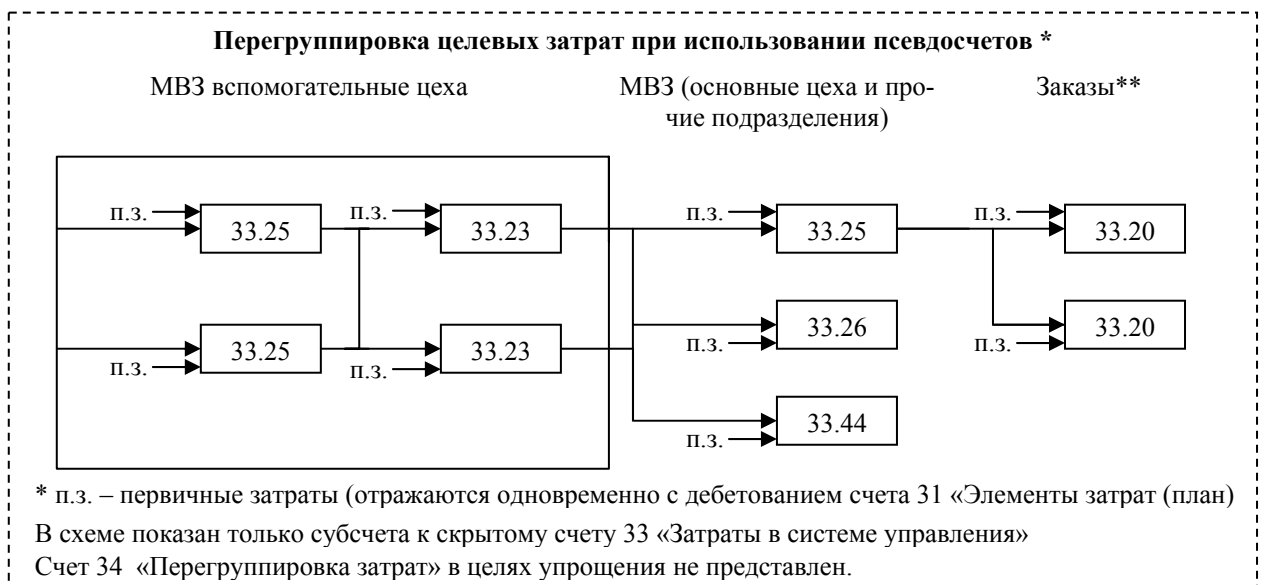 Перегруппировка целевых затрат при использовании псевдосчетов *
МВЗ вспомогательные цеха
МВЗ (основные цеха и про-
чие подразделения)
Заказы**
п.з.
33.25
п.з.
33.23
п.з.
33.25
п.з.
33.20
33.25
п.з.
33.23
п.з.
33.26
п.з.
33.20
п.з.
33.44
п.з.
* п.з. – первичные затраты (отражаются одновременно с дебетованием счета 31 «Элементы затрат (план)
В схеме показан только субсчета к скрытому счету 33 «Затраты в системе управления»
Счет 34 «Перегруппировка затрат» в целях упрощения не представлен.